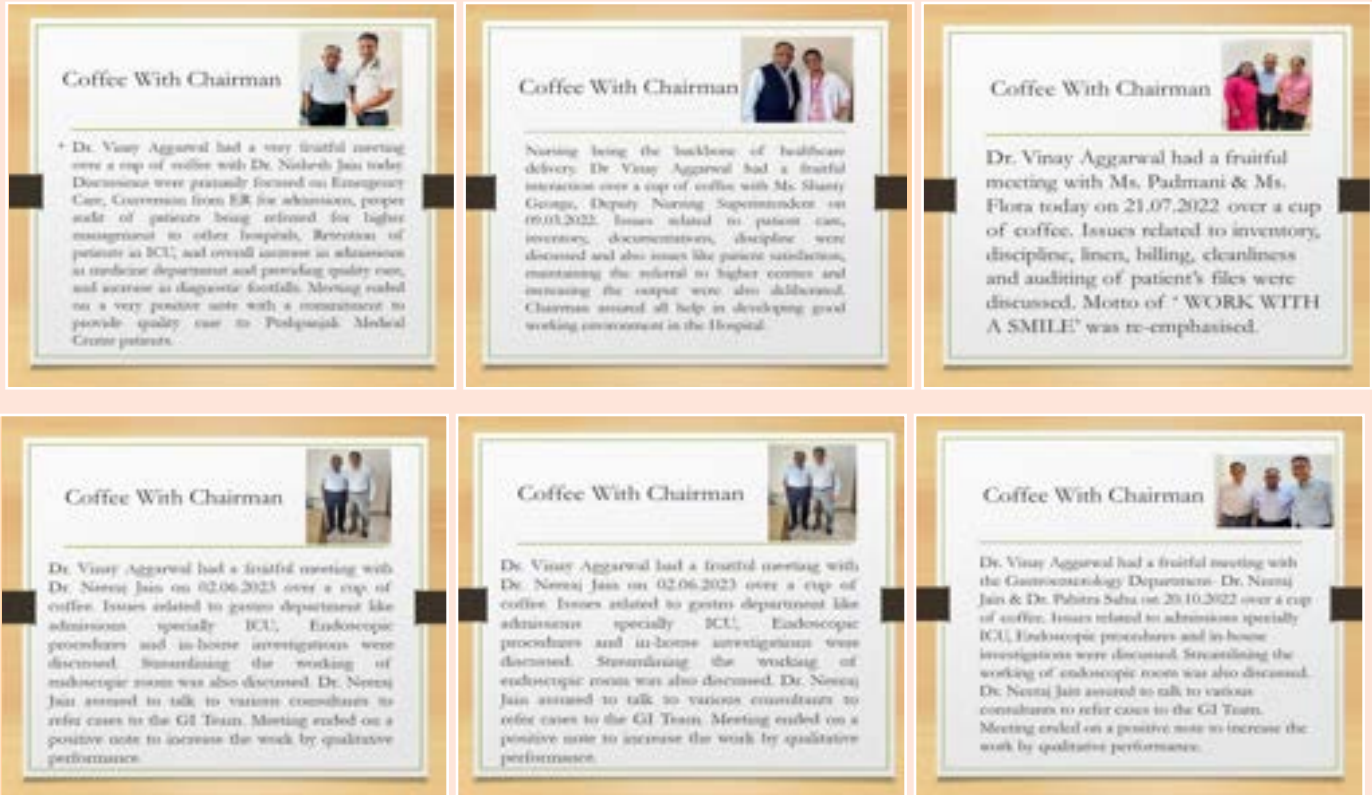 Coffee With Chairman
• Dr. Vinay Aggarwal had a very fruitful meeting
over a cup of coffee with Dr. Jain today
Discussions were primarily focused on Emergency
Care, Conversion from ER for admissions, proper
audit of patients being referred for higher
management to other hospitals, Retention of
patients in ICU, and overall increase in admissions
in medicine department and providing quality care,
and increase in diagnostic footfalls. Meeting ended
on a very positive note with a commitment to
provide quality care to Pushpanjali Medical
Center patients.
Coffee With Chairman
Nursing being the backbone of healthcare
delivery. Dr Vinay Aggarwal had a fruitful
interaction over a cup of coffee with Ms.
George, Deputy Nursing Superintendent on
09.03.2022. Issues related to patient care,
inventory, documentations, discipline were
discussed and also issues like patient satisfaction,
maintaining the referral to higher centres and
increasing the output were also deliberated.
Chairman assured all help in developing good
working environment in the Hospital
Coffee With Chairman
Dr. Vinay Aggarwal had a fruitful
meeting with Ms. Padmani & Ms.
Flora today on 21.07.2022 over a cup
of coffee. Issues related to inventory,
discipline, linen, billing, cleanliness
and auditing of patient's files were
discussed. Motto of ' WORK WITH
A SMILE' was re-emphasised.
Coffee With Chairman
Dr. Vinay Aggarwal had a fruitful meeting with
Dr. Neeraj Jain on 02.06.2023 over a cup of
coffee. Issues related to gastro department like
admissions specially ICU, Endoscopic
procedures and in-house investigations were
discussed. Streamlining the working of
endoscopic room was also discussed. Dr. Neeraj
Jain assured to talk to various consultants to
refer cases to the GI Team. Meeting ended on a
positive note to increase the work by qualitative
performance.
Coffee With Chairman
Dr. Vinay Aggarwal had a fruitful meeting with
Dr. Neeraj Jain on 02.06.2023 over a cup of
coffee. Issues related to gastro department like
admissions specially ICU, Endoscopic
procedures and in-house investigations were
discussed. Streamlining the working of
endoscopic room was also discussed. Dr. Neeraj
Jain assured to talk to various consultants to
refer cases to the GI Team. Meeting ended on a
positive note to increase the work by qualitative
performance.
Coffee With Chairman
Dr. Vinay Aggarwal had a fruitful meeting with
the Gastroenterology Department- Dr. Neeraj
Jain & Dr. Pabitra Sahu on 20.10.2022 over a cup
of coffee. Issues related to admissions specially
ICU, Endoscopic procedures and in-house
investigations were discussed. Streamlining the
working of endoscopic room was also discussed.
Dr. Neeraj Jain assured to talk to various
consultants to refer cases to the GI Team.
Meeting ended on a positive note to increase the
work by qualitative performance.